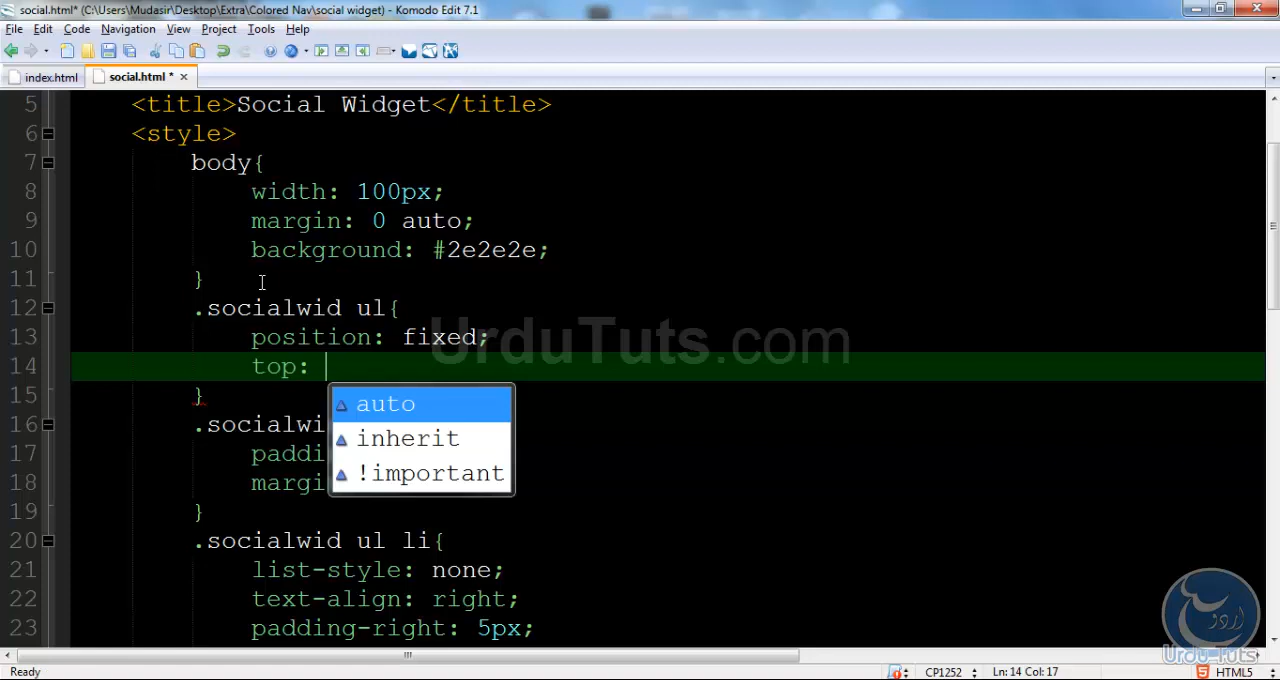 social.html* (C:\Users\Mudasir\Desktop\Extra\Colored Nav\social widget) - Komodo Edit 7.1
File Edit Code Navigation View Project Tools Help
index.html social.html *
5 <title>Social Widget</title>
6 <style>
7 body{
8 width: 100px;
9 margin: 0 auto;
10 background: #2e2e2e;
11 }
12 .socialwid ul{
13 position: fixed;
UrduTuts.com
14 top:
auto
15 }
16 .socialwi
inherit
17 paddi
!important
18 margi
19 }
20 .socialwid ul li{
21 list-style: none;
22 text-align: right;
23 padding-right: 5px;
اردو
Urdu Tuts
Ready CP1252 Ln: 14 Col: 17 HTML5